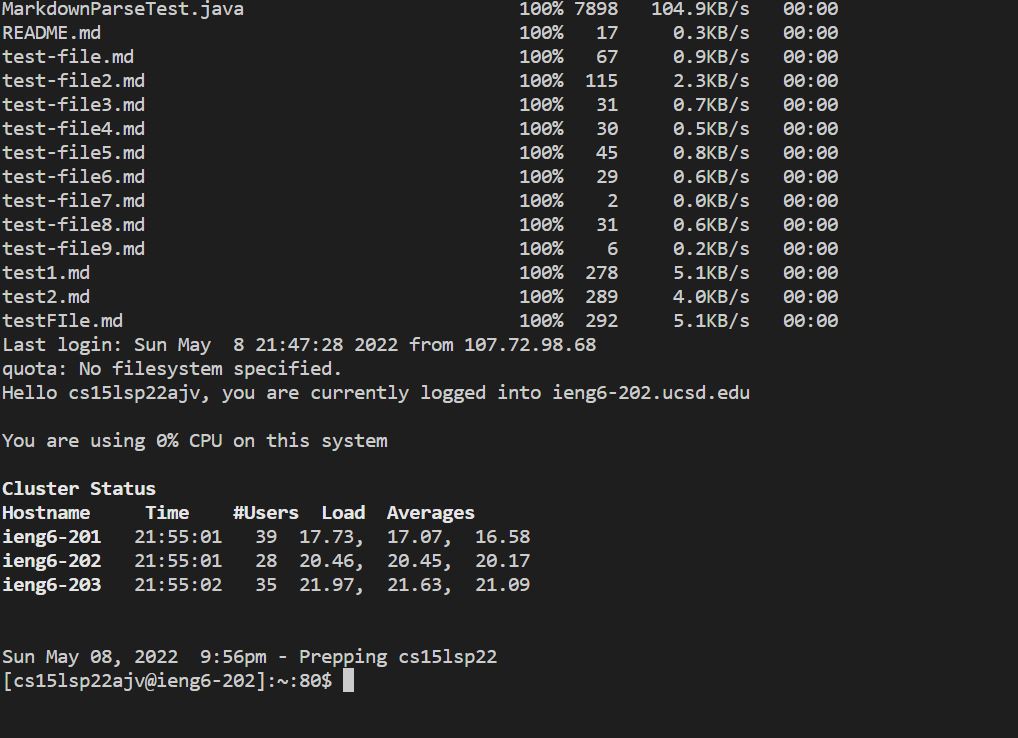 MarkdownParseTest.java 100% 7898 104.9KB/s 00:00
README.md 100% 17 0.3KB/s 00:00
test-file.md 100% 67 0.9KB/s 00:00
test-file2.md 100% 115 2.3KB/s 00:00
test-file3.md 100% 31 0.7KB/s 00:00
test-file4.md 100% 30 0.5KB/s 00:00
test-file5.md 100% 45 0.8KB/s 00:00
test-file6.md 100% 29 0.6KB/s 00:00
test-file7.md 100% 2 0.0KB/s 00:00
test-file8.md 100% 31 0.6KB/s 00:00
test-file9.md 100% 6 0.2KB/s 00:00
test1.md 100% 278 5.1KB/s 00:00
test2.md 100% 289 4.0KB/s 00:00
testFIle.md 100% 292 5.1KB/s 00:00
Last login: Sun May  8 21:47:28 2022 from 107.72.98.68
quota: No filesystem specified.
Hello cs15lsp22ajv, you are currently logged into ieng6-202.ucsd.edu
You are using 0% CPU on this system
Cluster Status
Hostname Time #Users Load Averages
ieng6-201 21:55:01 39 17.73, 17.07, 16.58
ieng6-202 21:55:01 28 20.46, 20.45, 20.17
ieng6-203 21:55:02 35 21.97, 21.63, 21.09
Sun May 08, 2022  9:56pm - Prepping cs15lsp22
[cs15lsp22ajv@ieng6-202]:~:80$